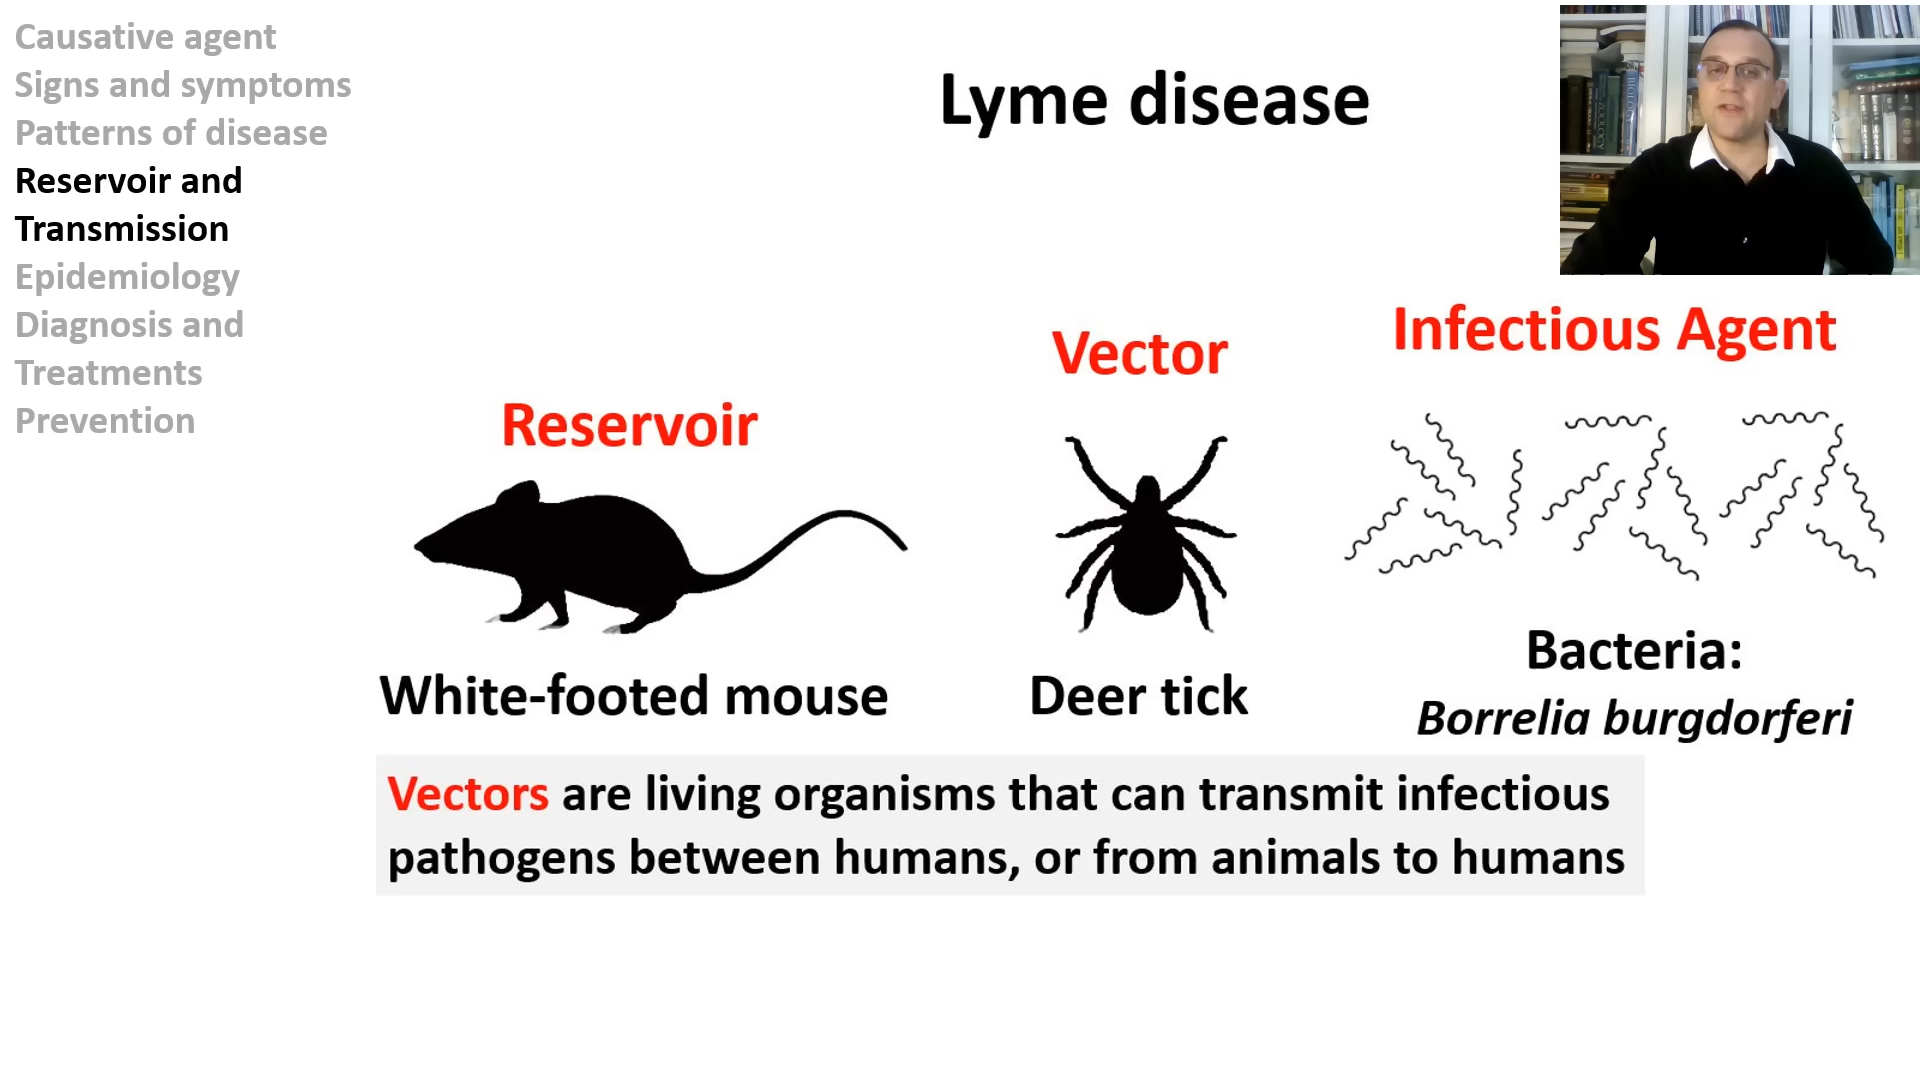 Causative agent
Signs and symptoms
Patterns of disease
Reservoir and
Transmission
Epidemiology
Diagnosis and
Treatments
Prevention
Lyme disease
Reservoir
Vector
Infectious Agent
White-footed mouse
Deer tick
Bacteria:
Borrelia burgdorferi
Vectors are living organisms that can transmit infectious
pathogens between humans, or from animals to humans